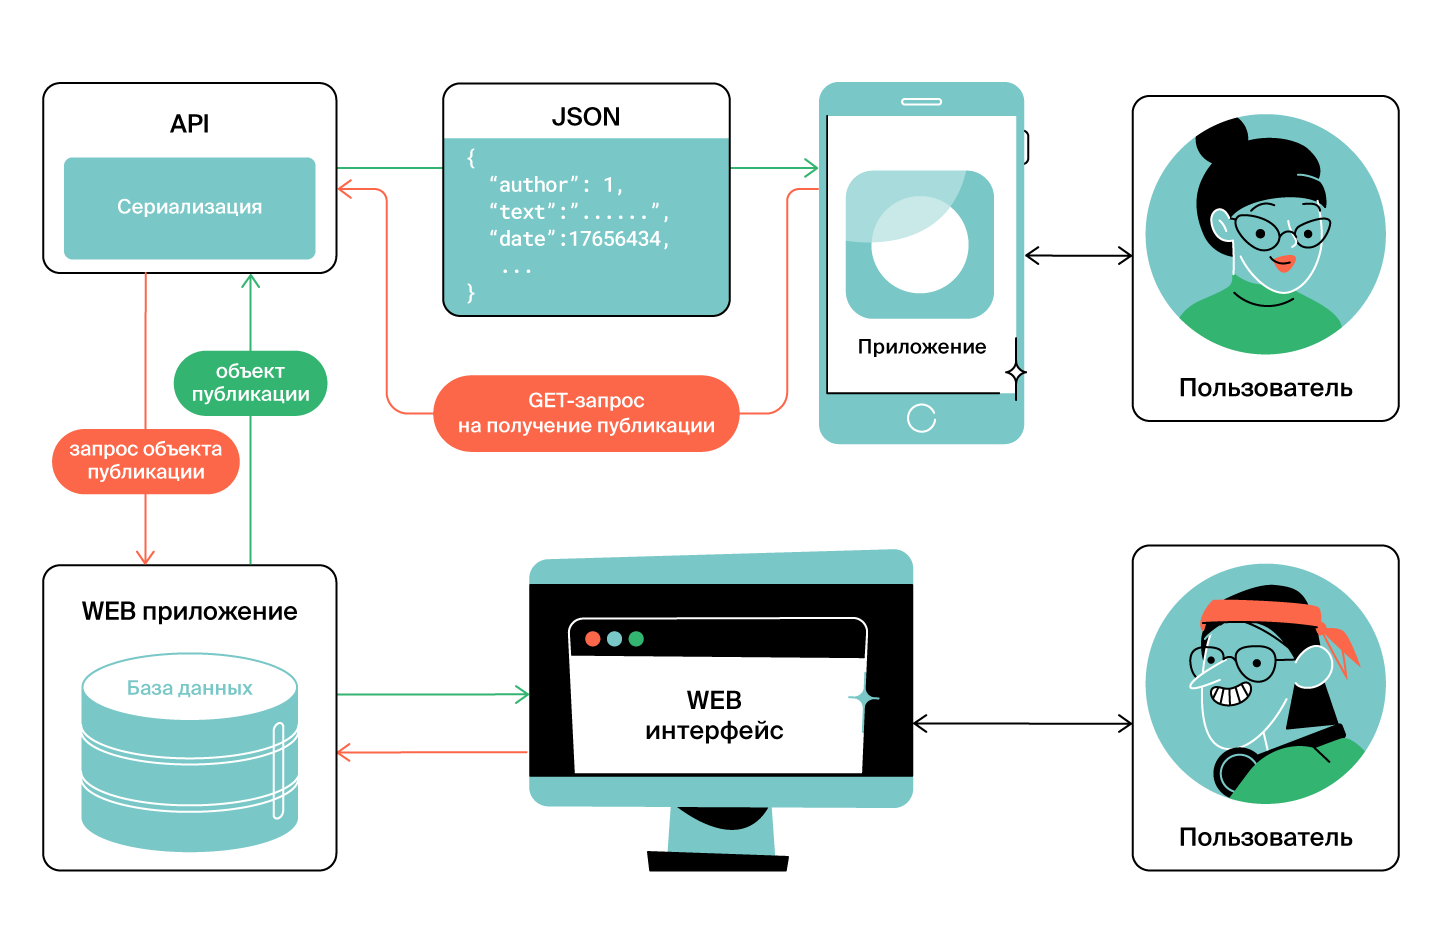 API
Сериализация
JSON
{
“author”: 1,
“text”:”......”,
“date”:17656434,
...
}
Приложение
Пользователь
объект
публикации
GET-запрос
на получение публикации
запрос объекта
публикации
WEB приложение
База данных
WEB
интерфейс
Пользователь